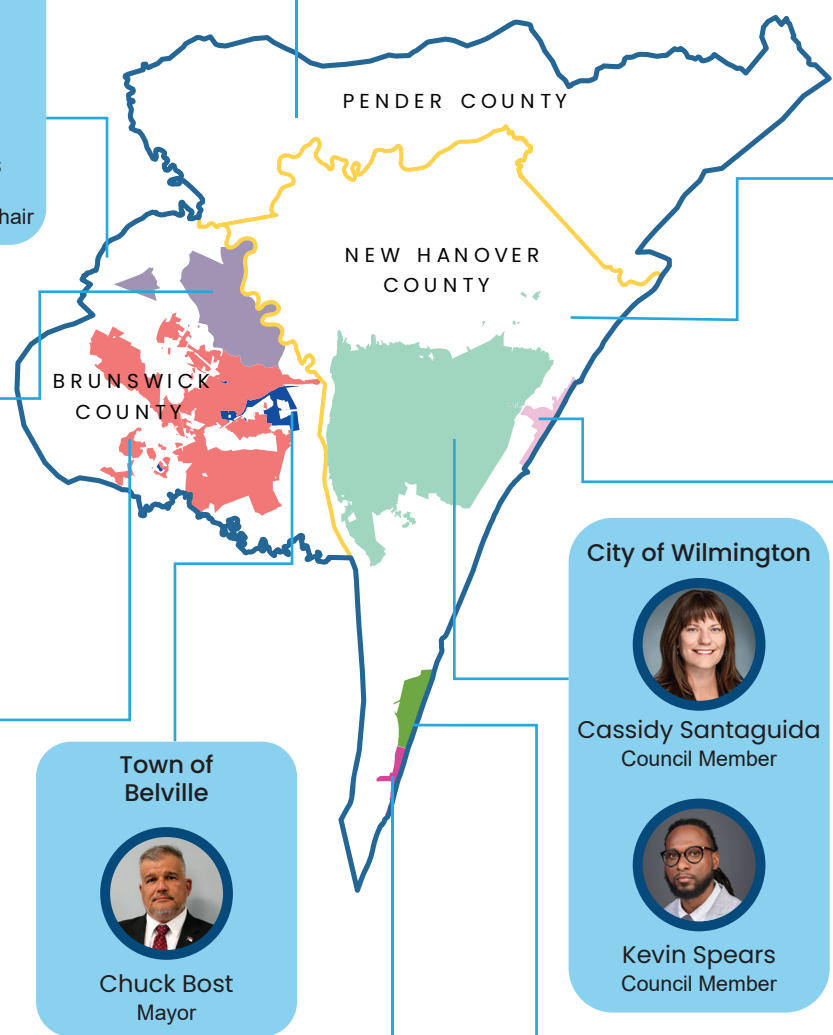 hair
PENDER COUNTY
NEW HANOVER
COUNTY
BRUNSWICK
COUNTY
City of Wilmington
Cassidy Santaguida
Council Member
Kevin Spears
Council Member
Town of
Belville
Chuck Bost
Mayor